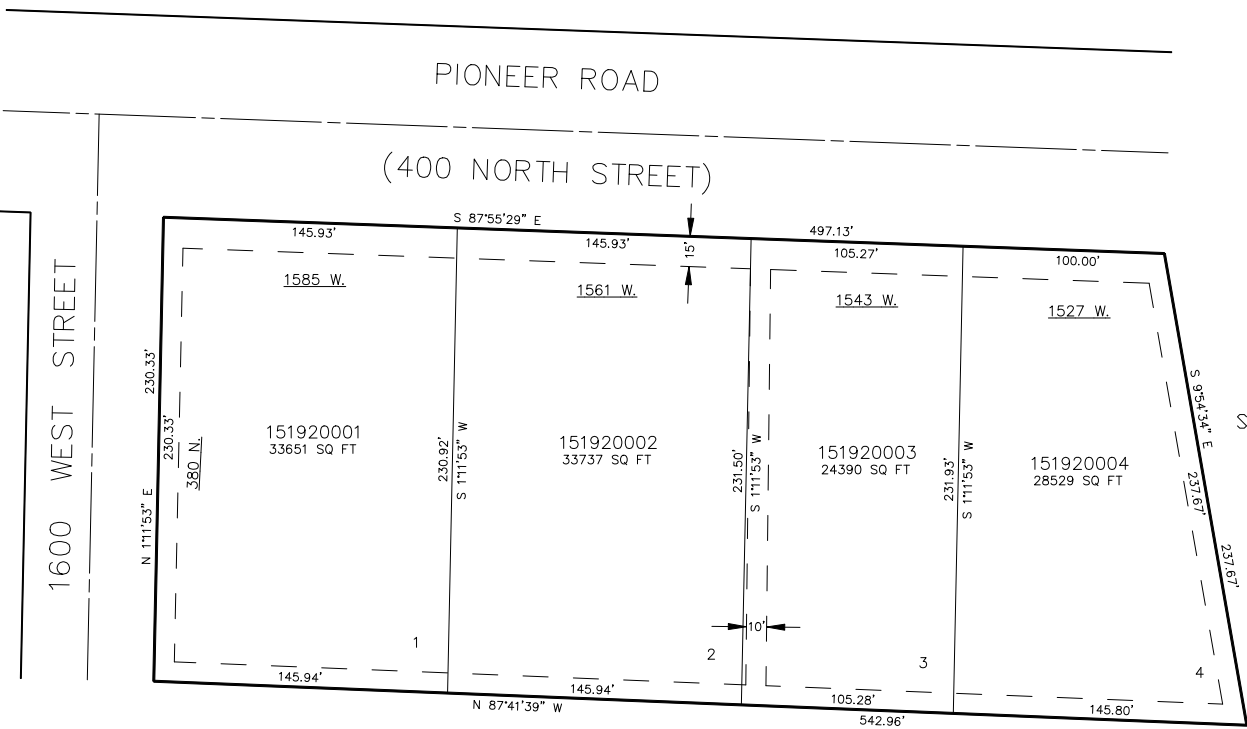 PIONEER ROAD
(400 NORTH STREET)
S 87°55'29" E
497.13'
145.93'
145.93'
15'
105.27'
100.00'
1585 W.
1561 W.
1543 W.
1527 W.
1600 WEST STREET
230.33'
N 1°11'53" E
230.33'
380 N.
151920001
33651 SQ FT
230.92'
S 1°11'53" W
151920002
33737 SQ FT
231.50'
S 1°11'53" W
151920003
24390 SQ FT
231.93'
S 1°11'53" W
151920004
28529 SQ FT
S 9°54'34" E
237.67'
237.67'
S
10'
1
2
3
4
145.94'
145.94'
105.28'
145.80'
N 87°41'39" W
542.96'